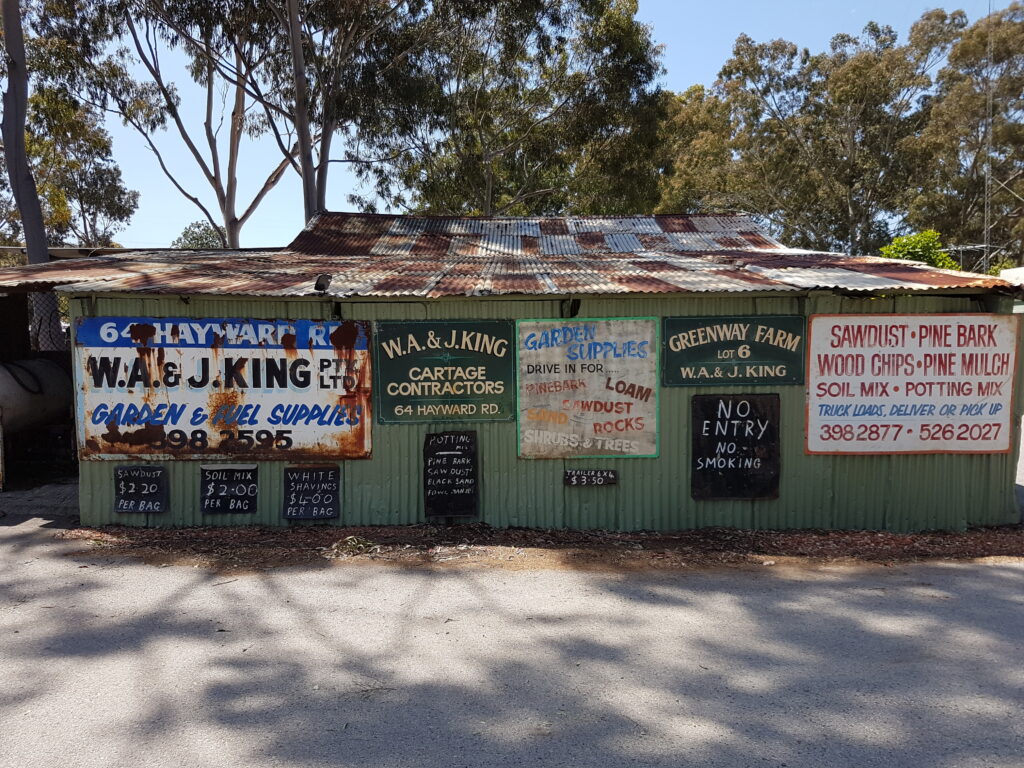 64 HAYWARD RD
W.A. & J. KING PTY. LTD.
GARDEN & FUEL SUPPLIES
398 2595
SAWDUST
$2.20
PER BAG
SOIL MIX
$2.00
PER BAG
WHITE
SHAVINGS
$4.00
PER BAG
W.A. & J. KING
CARTAGE
CONTRACTORS
64 HAYWARD RD.
POTTING
MIX
PINE BARK
SAWDUST
BLACK SAND
GARDEN
SUPPLIES
DRIVE IN FOR.....
PINEBARK
LOAM
SAWDUST
SAND
ROCKS
SHRUBS & TREES
TRAILER 6x4
$3.50
GREENWAY FARM
LOT 6
W.A. & J. KING
NO
ENTRY
NO-
SMOKING
SAWDUST • PINE BARK
WOOD CHIPS • PINE MULCH
SOIL MIX • POTTING MIX
TRUCK LOADS, DELIVER OR PICK UP
398 2877 • 526 2027